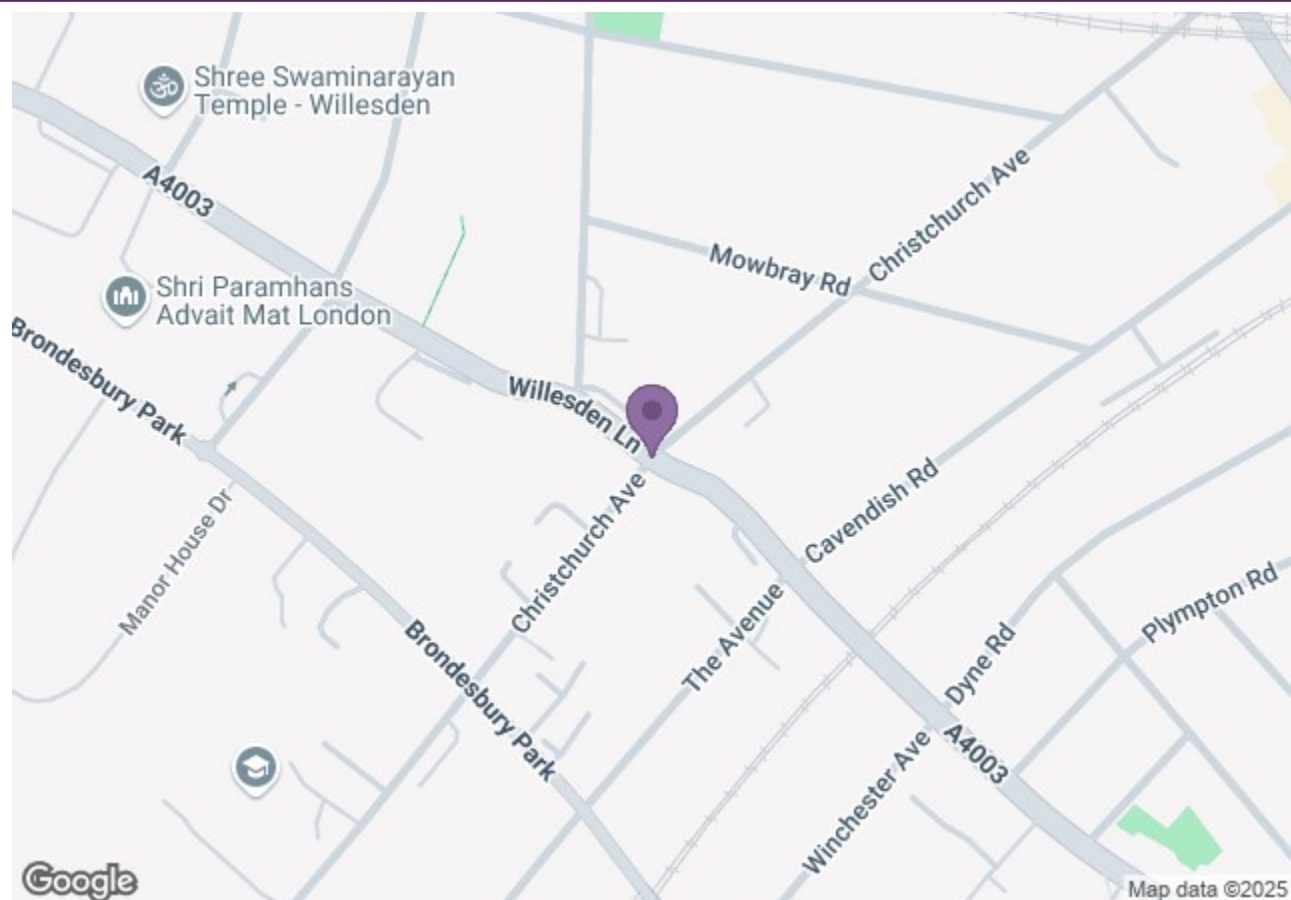 Shree Swaminarayan
Temple - Willesden
A4003
Christchurch Ave
Mowbray Rd
Shri Paramhans
Advait Mat London
Brondesbury Park
Willesden Ln
Cavendish Rd
Manor House Dr
Christchurch Ave
The Avenue
Plympton Rd
Dyne Rd
Brondesbury Park
A4003
Winchester Ave
Google
Map data ©2025